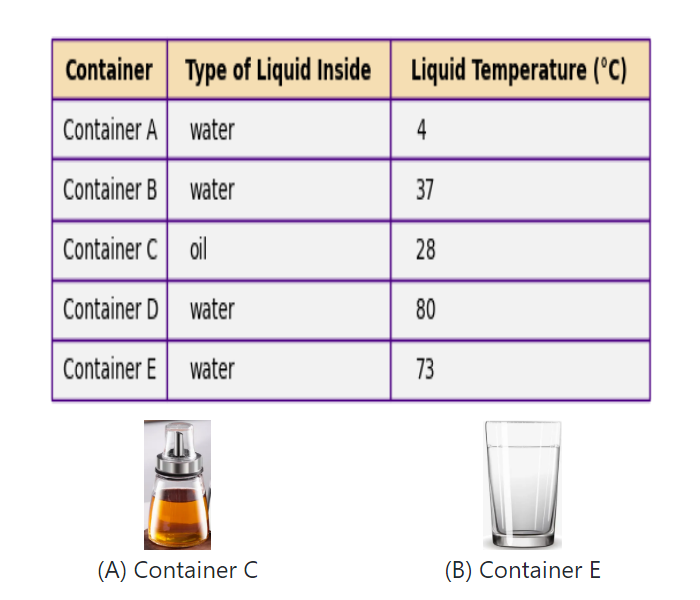 Container Type of Liquid Inside Liquid Temperature (°C)
Container A water 4
Container B water 37
Container C oil 28
Container D water 80
Container E water 73
(A) Container C (B) Container E